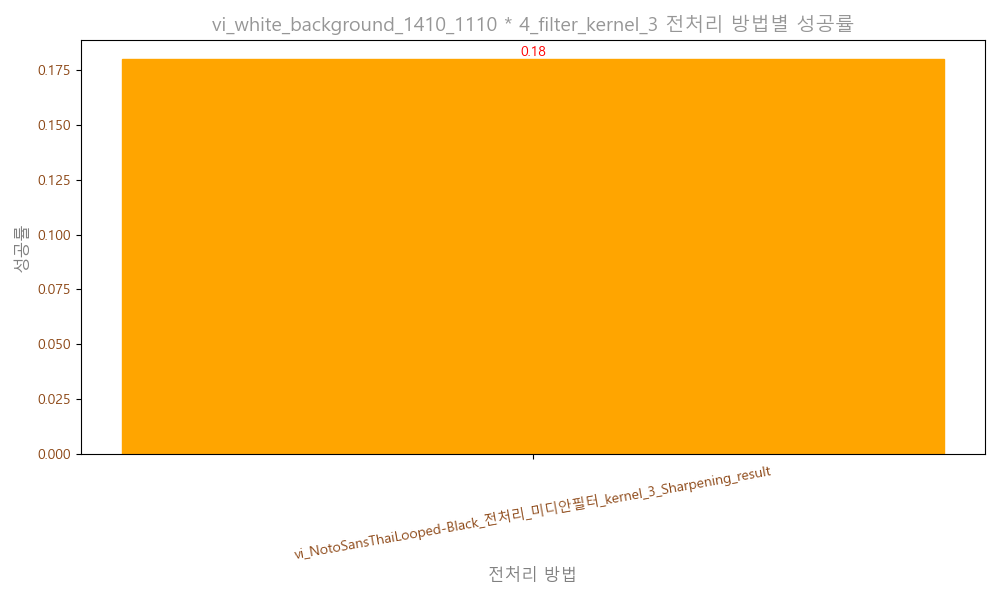 vi_white_background_1410_1110 * 4_filter_kernel_3 전처리 방법별 성공률
0.18
0.175
0.150
0.125
0.100
0.075
0.050
0.025
0.000
성공률
vi_NotoSansThaiLooped-Black_전처리_미디안필터_kernel_3_Sharpening_result
전처리 방법